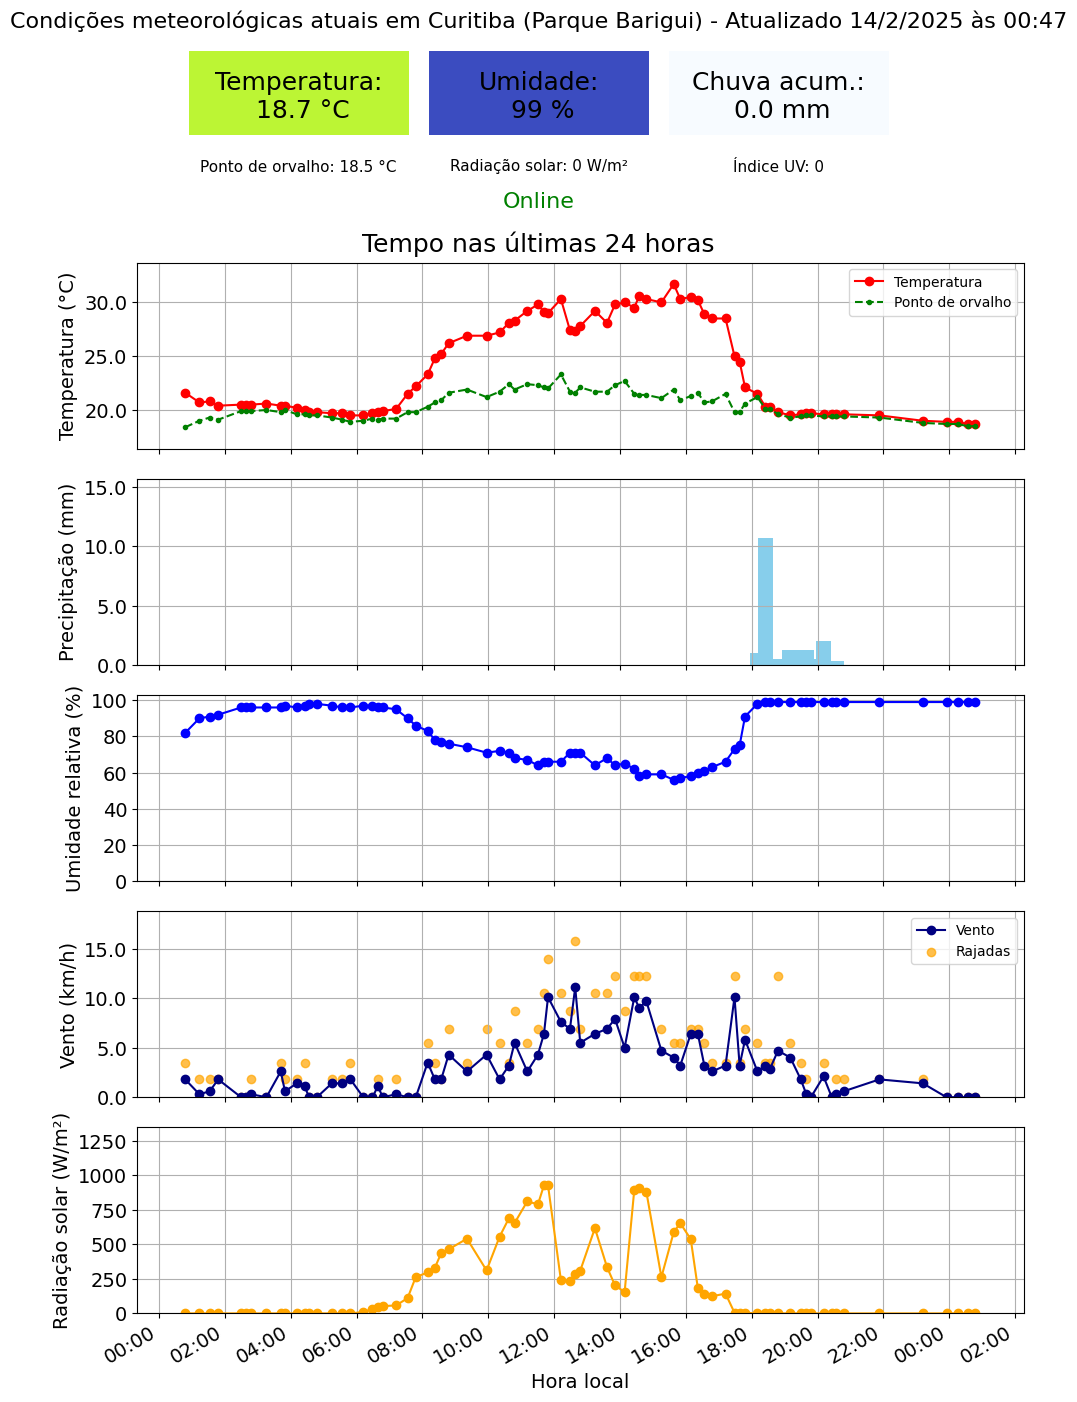 Condições meteorológicas atuais em Curitiba (Parque Barigui) - Atualizado 14/2/2025 às 00:47
Temperatura:
18.7 °C
Umidade:
99 %
Chuva acum.:
0.0 mm
Ponto de orvalho: 18.5 °C
Radiação solar: 0 W/m²
Índice UV: 0
Online
Tempo nas últimas 24 horas
Temperatura (°C)
30.0
25.0
20.0
Temperatura
Ponto de orvalho
Precipitação (mm)
15.0
10.0
5.0
0.0
Umidade relativa (%)
100
80
60
40
20
0
Vento (km/h)
15.0
10.0
5.0
0.0
Vento
Rajadas
Radiação solar (W/m²)
1250
1000
750
500
250
0
00:00 02:00 04:00 06:00 08:00 10:00 12:00 14:00 16:00 18:00 20:00 22:00 00:00 02:00
Hora local